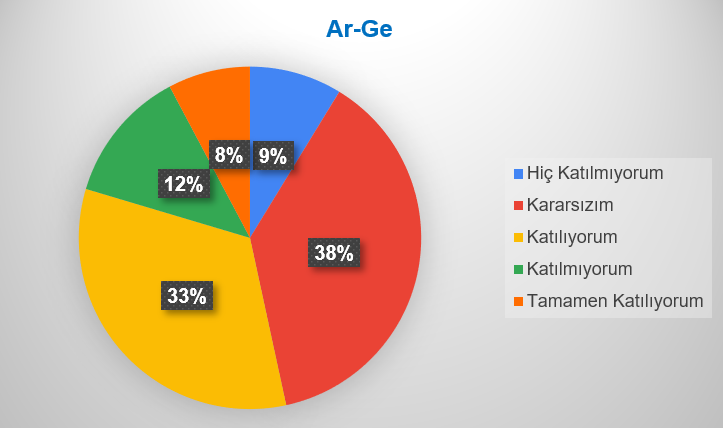 Ar-Ge
8%
9%
12%
38%
33%
Hiç Katılmıyorum
Kararsızım
Katılıyorum
Katılmıyorum
Tamamen Katılıyorum